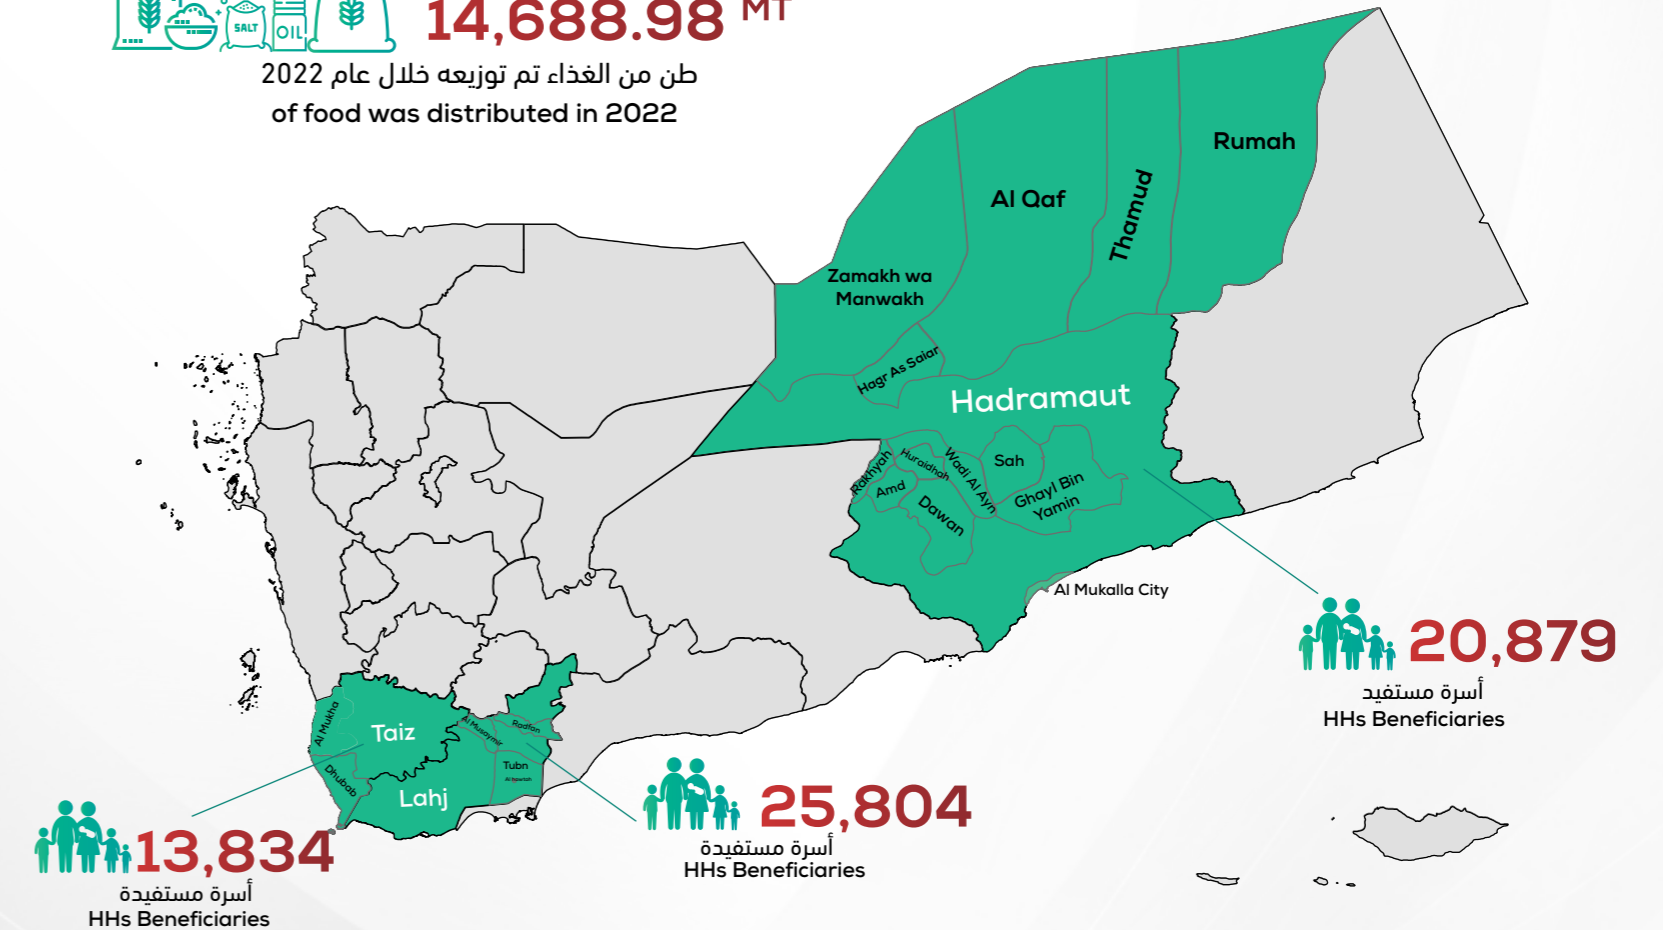 SALT
OIL
14,688.98 MT
طن من الغذاء تم توزيعه خلال عام 2022
of food was distributed in 2022
Rumah
Al Qaf
Thamud
Zamakh wa
Manwakh
Hagr As Saiar
Hadramaut
Rakhyah
Huraidhah
Wadi Al Ayn
Sah
Amd
Dawan
Ghayl Bin
Yamin
Al Mukalla City
20,879
أسرة مستفيد
HHs Beneficiaries
Al Mukha
Taiz
Al Musaymir
Radfan
Dhubab
Lahj
Tubn
25,804
أسرة مستفيدة
HHs Beneficiaries
13,834
أسرة مستفيدة
HHs Beneficiaries